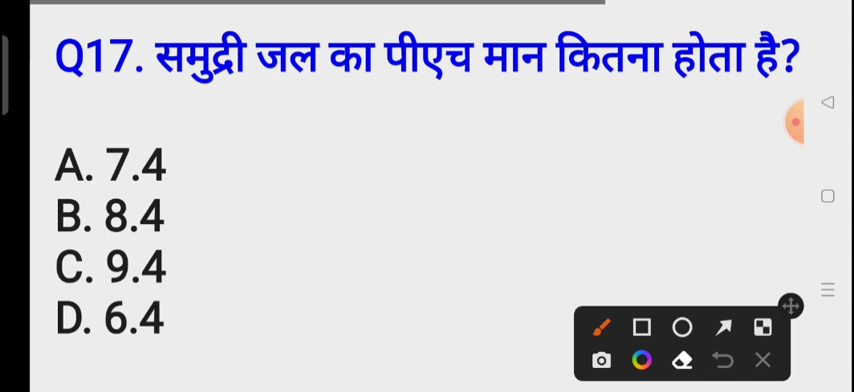 Q17. समुद्री जल का पीएच मान कितना होता है?
A. 7.4
B. 8.4
C. 9.4
D. 6.4